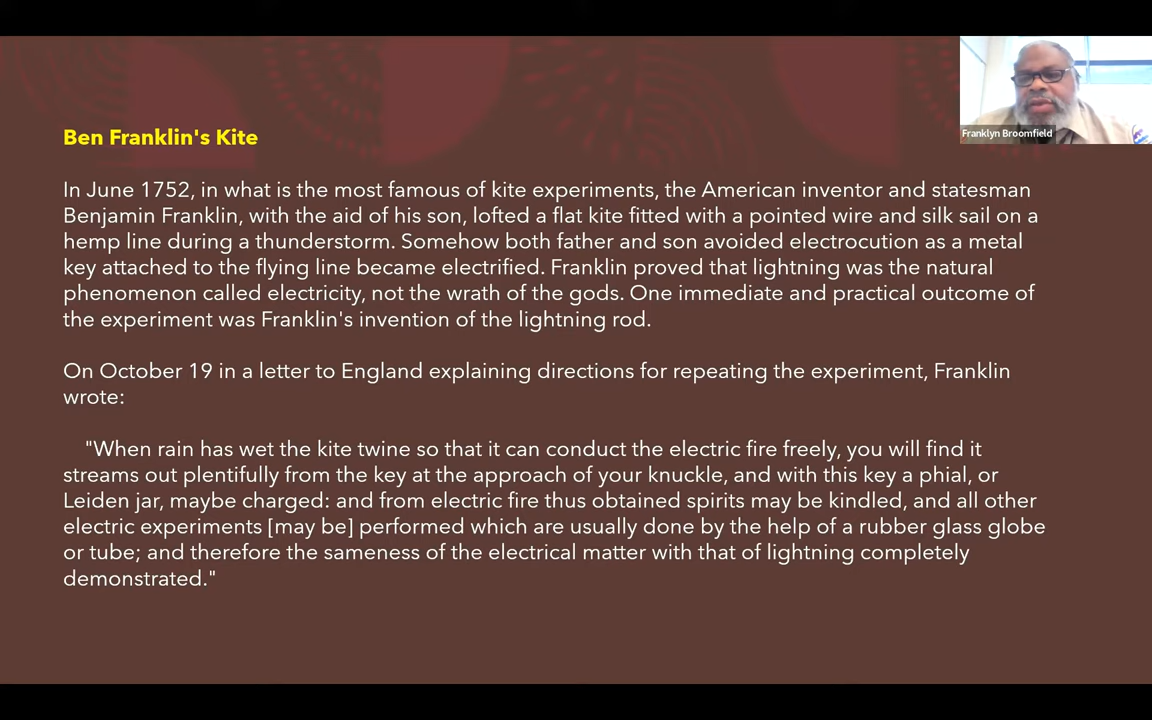 Ben Franklin's Kite
In June 1752, in what is the most famous of kite experiments, the American inventor and statesman
Benjamin Franklin, with the aid of his son, lofted a flat kite fitted with a pointed wire and silk sail on a
hemp line during a thunderstorm. Somehow both father and son avoided electrocution as a metal
key attached to the flying line became electrified. Franklin proved that lightning was the natural
phenomenon called electricity, not the wrath of the gods. One immediate and practical outcome of
the experiment was Franklin's invention of the lightning rod.
On October 19 in a letter to England explaining directions for repeating the experiment, Franklin
wrote:
"When rain has wet the kite twine so that it can conduct the electric fire freely, you will find it
streams out plentifully from the key at the approach of your knuckle, and with this key a phial, or
Leiden jar, maybe charged: and from electric fire thus obtained spirits may be kindled, and all other
electric experiments [may be] performed which are usually done by the help of a rubber glass globe
or tube; and therefore the sameness of the electrical matter with that of lightning completely
demonstrated."
Franklyn Broomfield